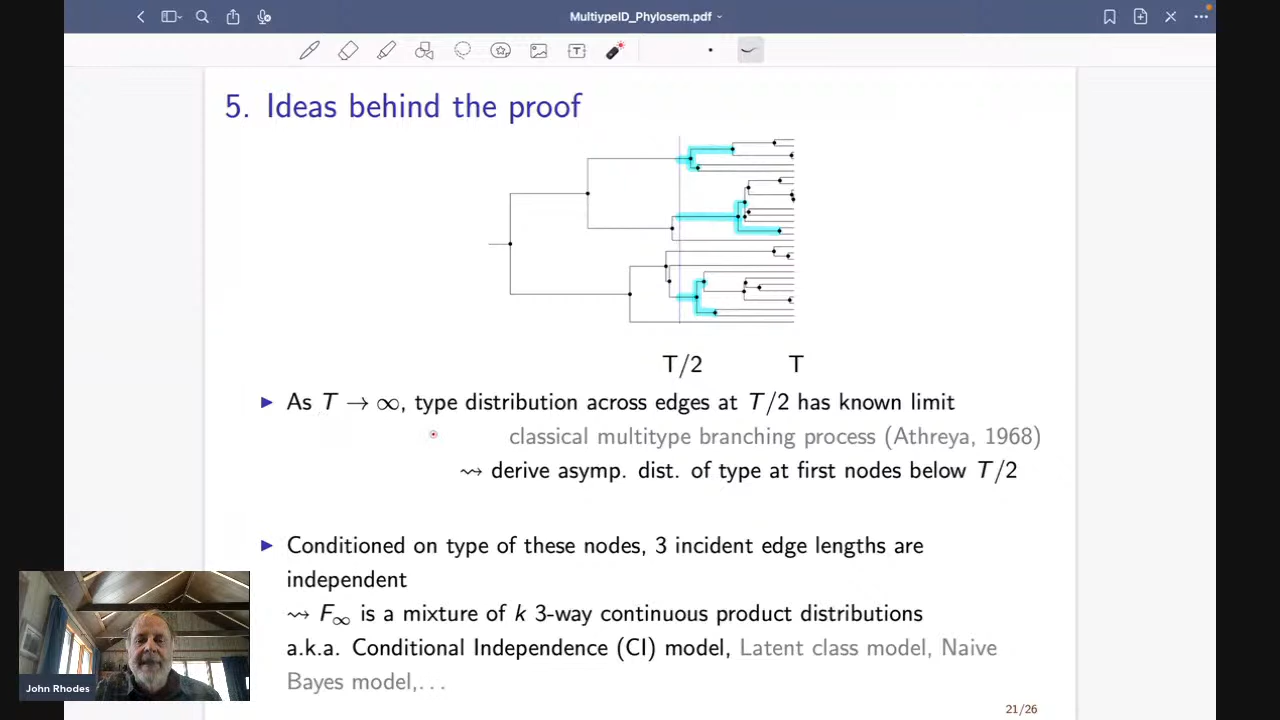 MultitypeID_Phylosem.pdf
5. Ideas behind the proof
T/2 T
As T → ∞, type distribution across edges at T/2 has known limit
classical multitype branching process (Athreya, 1968)
⇝ derive asymp. dist. of type at first nodes below T/2
Conditioned on type of these nodes, 3 incident edge lengths are
independent
⇝ F∞ is a mixture of k 3-way continuous product distributions
a.k.a. Conditional Independence (CI) model, Latent class model, Naive
Bayes model,...
John Rhodes
21/26